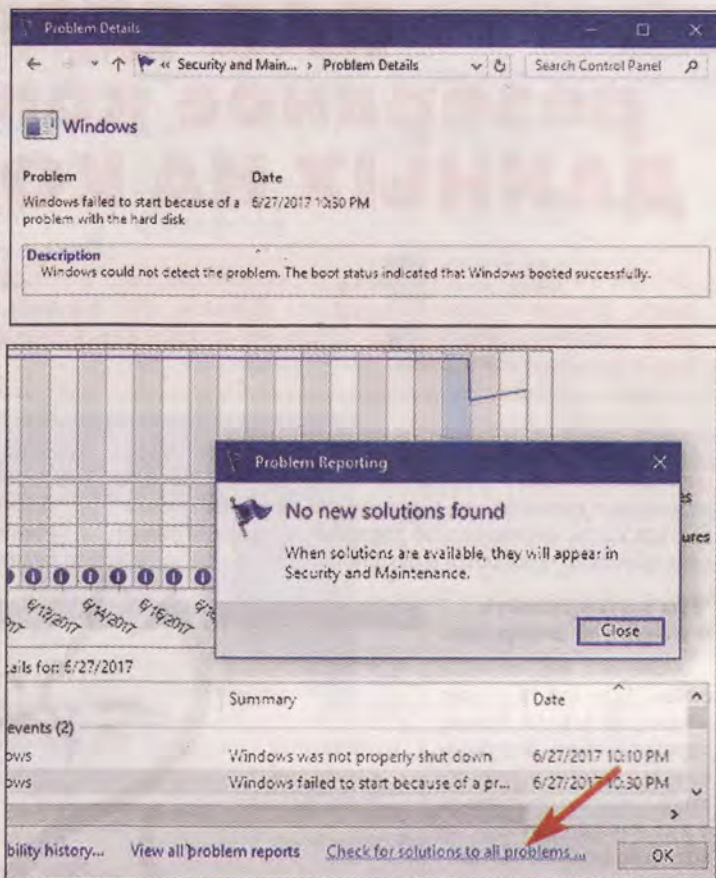 Problem Details
« Security and Main... › Problem Details Search Control Panel
Windows
Problem Date
Windows failed to start because of a 6/27/2017 10:30 PM
problem with the hard disk
Description
Windows could not detect the problem. The boot status indicated that Windows booted successfully.
Problem Reporting
No new solutions found
When solutions are available, they will appear in
Security and Maintenance.
Close
es
ures
6/12/2017 6/14/2017 6/16/2017
ails for: 6/27/2017
Summary Date
events (2)
ows Windows was not properly shut down 6/27/2017 10:10 PM
ows Windows failed to start because of a pr... 6/27/2017 10:30 PM
bility history... View all problem reports Check for solutions to all problems... OK